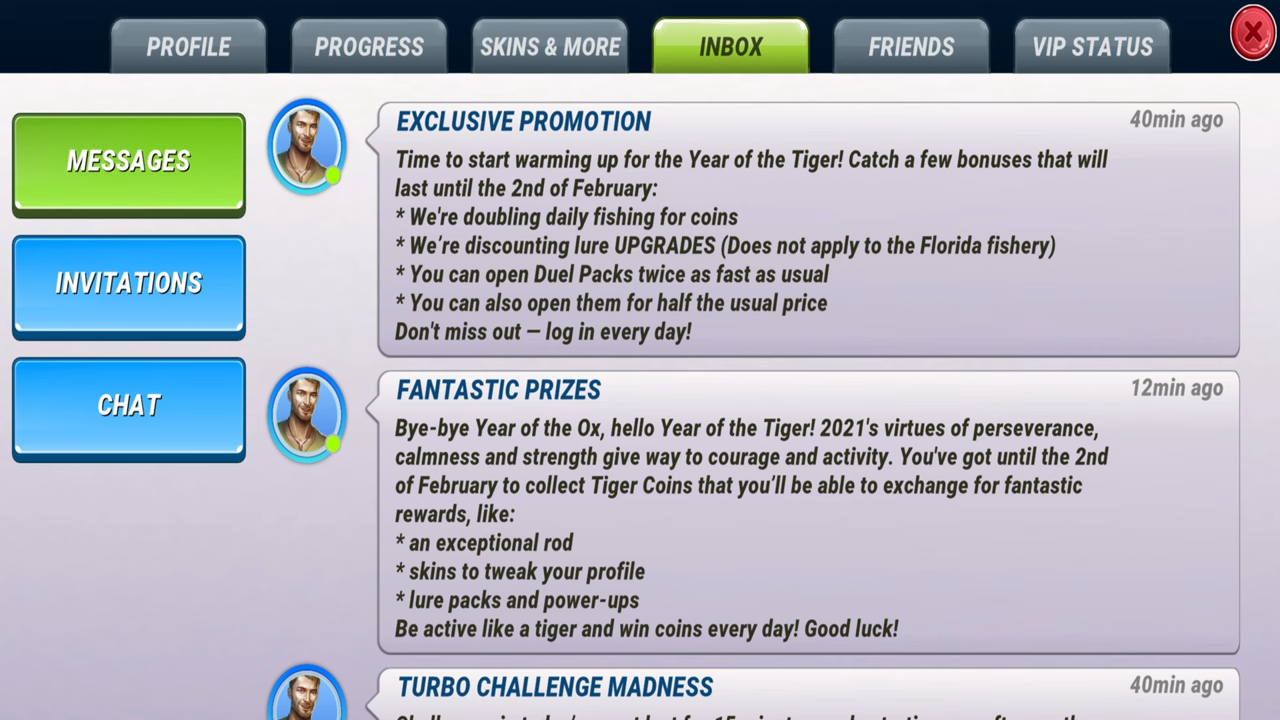 PROFILE
PROGRESS
SKINS & MORE
INBOX
FRIENDS
VIP STATUS
MESSAGES
INVITATIONS
CHAT
EXCLUSIVE PROMOTION
40min ago
Time to start warming up for the Year of the Tiger! Catch a few bonuses that will
last until the 2nd of February:
* We're doubling daily fishing for coins
* We're discounting lure UPGRADES (Does not apply to the Florida fishery)
* You can open Duel Packs twice as fast as usual
* You can also open them for half the usual price
Don't miss out — log in every day!
FANTASTIC PRIZES
12min ago
Bye-bye Year of the Ox, hello Year of the Tiger! 2021's virtues of perseverance,
calmness and strength give way to courage and activity. You've got until the 2nd
of February to collect Tiger Coins that you'll be able to exchange for fantastic
rewards, like:
* an exceptional rod
* skins to tweak your profile
* lure packs and power-ups
Be active like a tiger and win coins every day! Good luck!
TURBO CHALLENGE MADNESS
40min ago